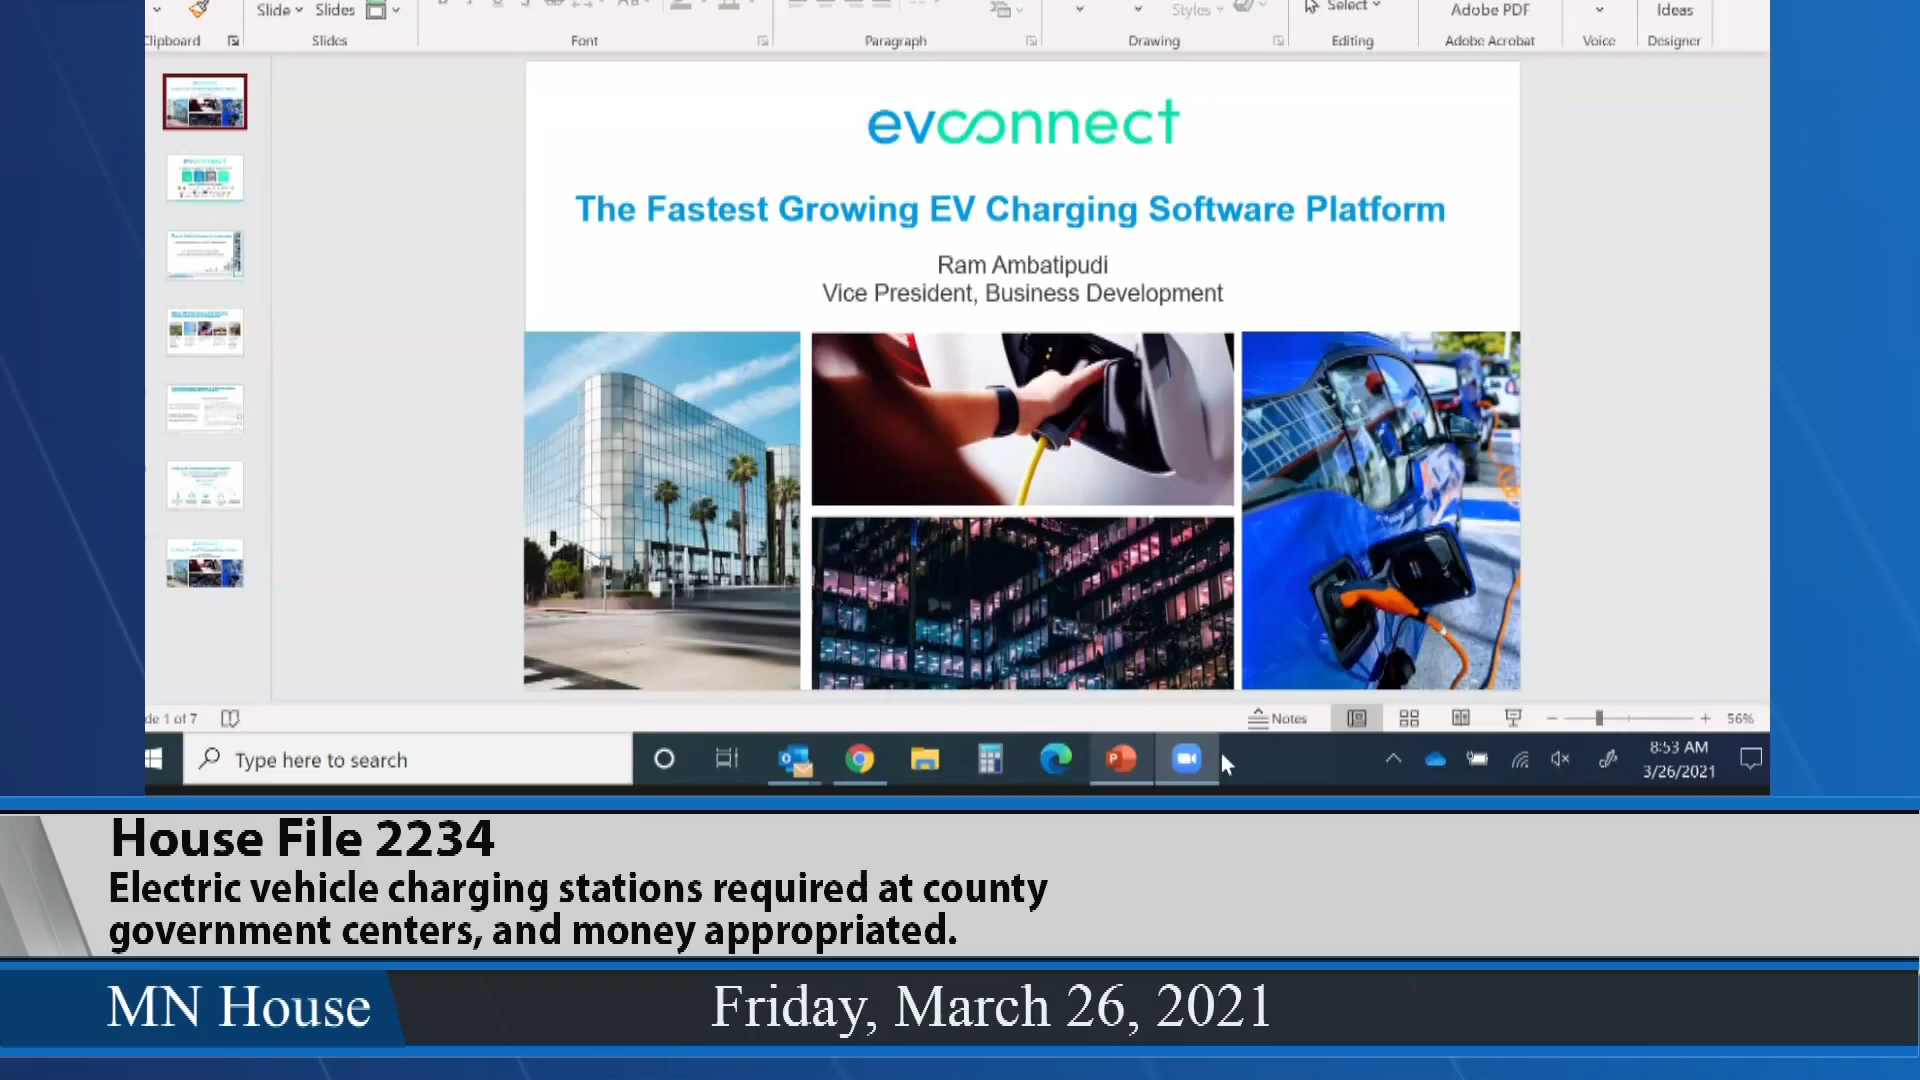 Slide
Slides
Styles
Select
Adobe PDF
Ideas
Clipboard
Slides
Font
Paragraph
Drawing
Editing
Adobe Acrobat
Voice
Designer
evconnect
The Fastest Growing EV Charging Software Platform
Ram Ambatipudi
Vice President, Business Development
de 1 of 7
Notes
56%
Type here to search
8:53 AM
3/26/2021
House File 2234
Electric vehicle charging stations required at county
government centers, and money appropriated.
MN House
Friday, March 26, 2021